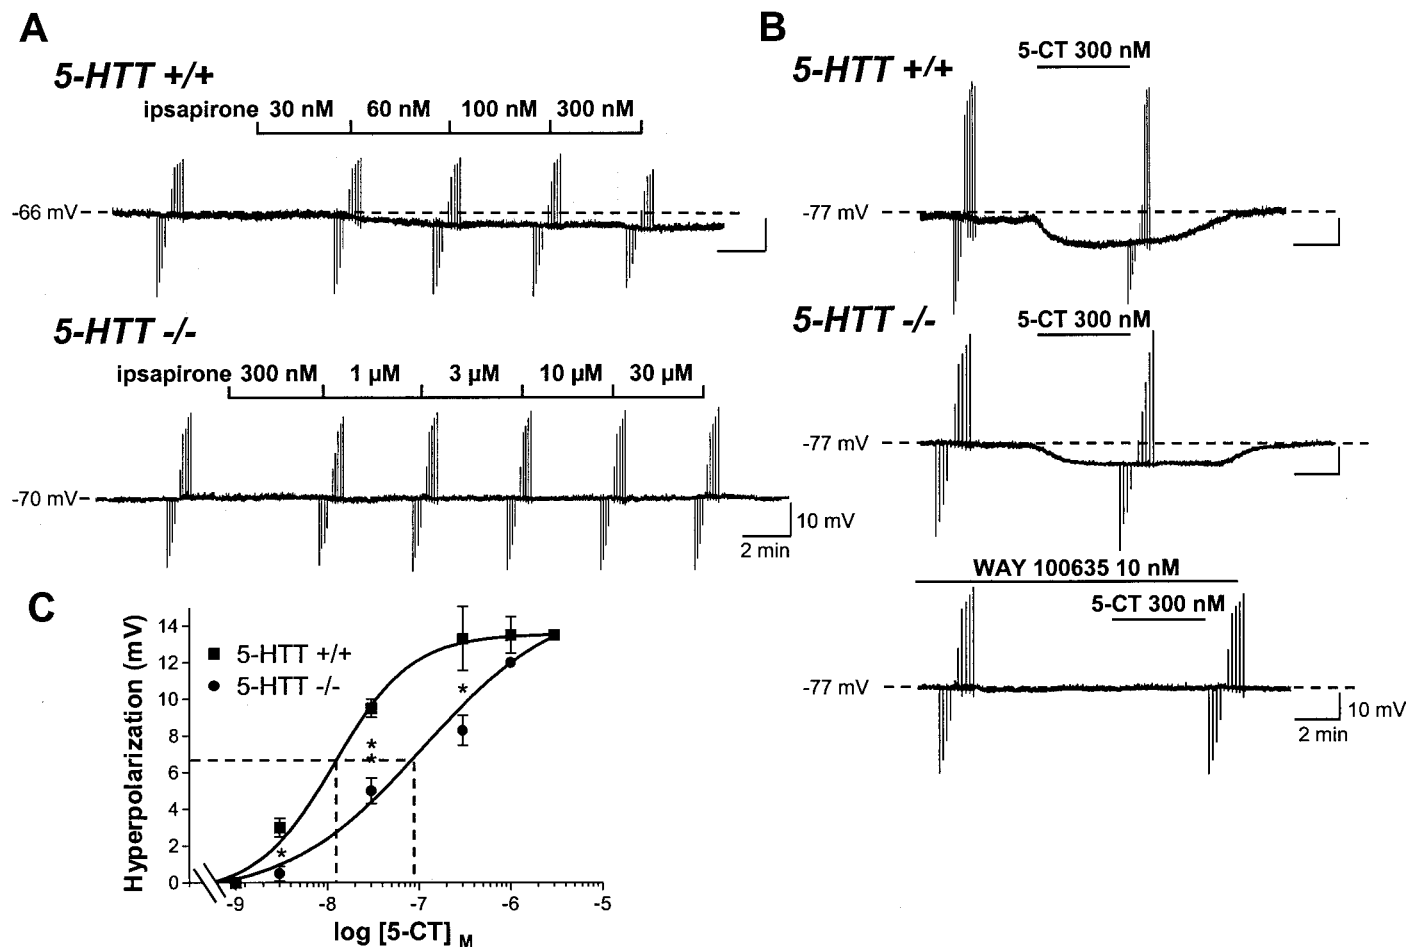 A
5-HTT +/+
ipsapirone 30 nM 60 nM 100 nM 300 nM
-66 mV
5-HTT -/-
ipsapirone 300 nM 1 µM 3 µM 10 µM 30 µM
-70 mV
10 mV
2 min
B
5-CT 300 nM
5-HTT +/+
-77 mV
5-HTT -/-
5-CT 300 nM
-77 mV
WAY 100635 10 nM
5-CT 300 nM
-77 mV
10 mV
2 min
C
Hyperpolarization (mV)
14
12
10
8
6
4
2
0
5-HTT +/+
5-HTT -/-
*
*
*
*
-9 -8 -7 -6 -5
log [5-CT] M